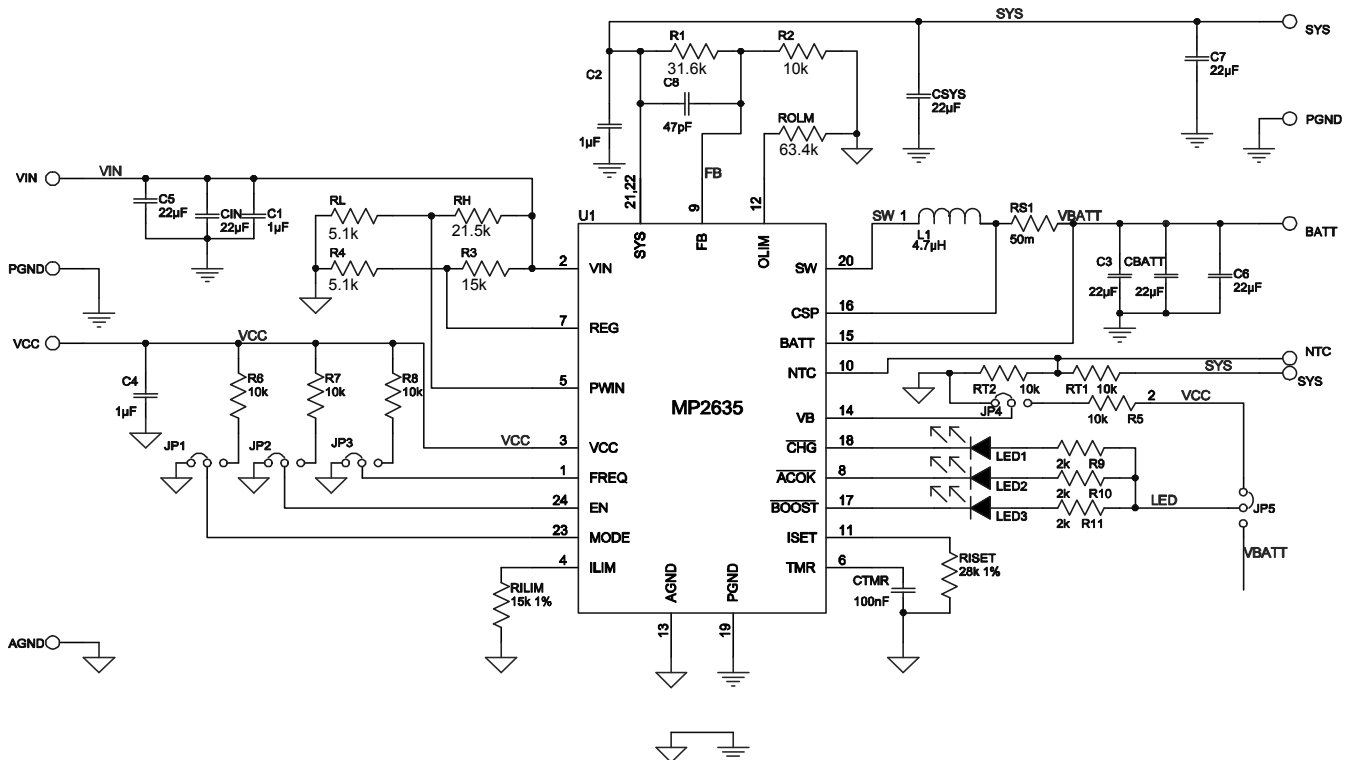 SYS
SYS
R1
31.6k
R2
10k
C2
1µF
C8
47pF
CSYS
22µF
C7
22µF
PGND
ROLM
63.4k
VIN
VIN
C5
22µF
CIN
22µF
C1
1µF
RL
5.1k
RH
21.5k
R4
5.1k
R3
15k
U1
21,22
9
12
FB
SYS
FB
OLIM
SW 1
L1
4.7µH
RS1
50m
VBATT
BATT
C3
22µF
CBATT
22µF
C6
22µF
PGND
2
VIN
SW
20
CSP
16
7
REG
BATT
15
VCC
VCC
NTC
10
NTC
SYS
SYS
C4
1µF
R6
10k
R7
10k
R8
10k
5
PWIN
MP2635
RT2
10k
RT1
10k
JP4
10k
R5
2
VCC
VB
14
JP1
JP2
JP3
VCC
3
VCC
CHG
18
LED1
2k
R9
1
FREQ
ACOK
8
LED2
2k
R10
24
EN
BOOST
17
LED3
2k
R11
LED
JP5
VBATT
23
MODE
ISET
11
4
ILIM
TMR
6
RISET
28k 1%
CTMR
100nF
RILIM
15k 1%
AGND
PGND
13
19
AGND